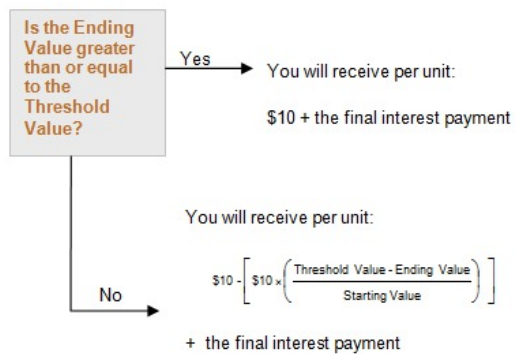 Is the Ending
Value greater
than or equal
to the
Threshold
Value?
Yes
You will receive per unit:
$10 + the final interest payment
No
You will receive per unit:
$10 - [ $10 × ( Threshold Value - Ending Value / Starting Value ) ]
+ the final interest payment